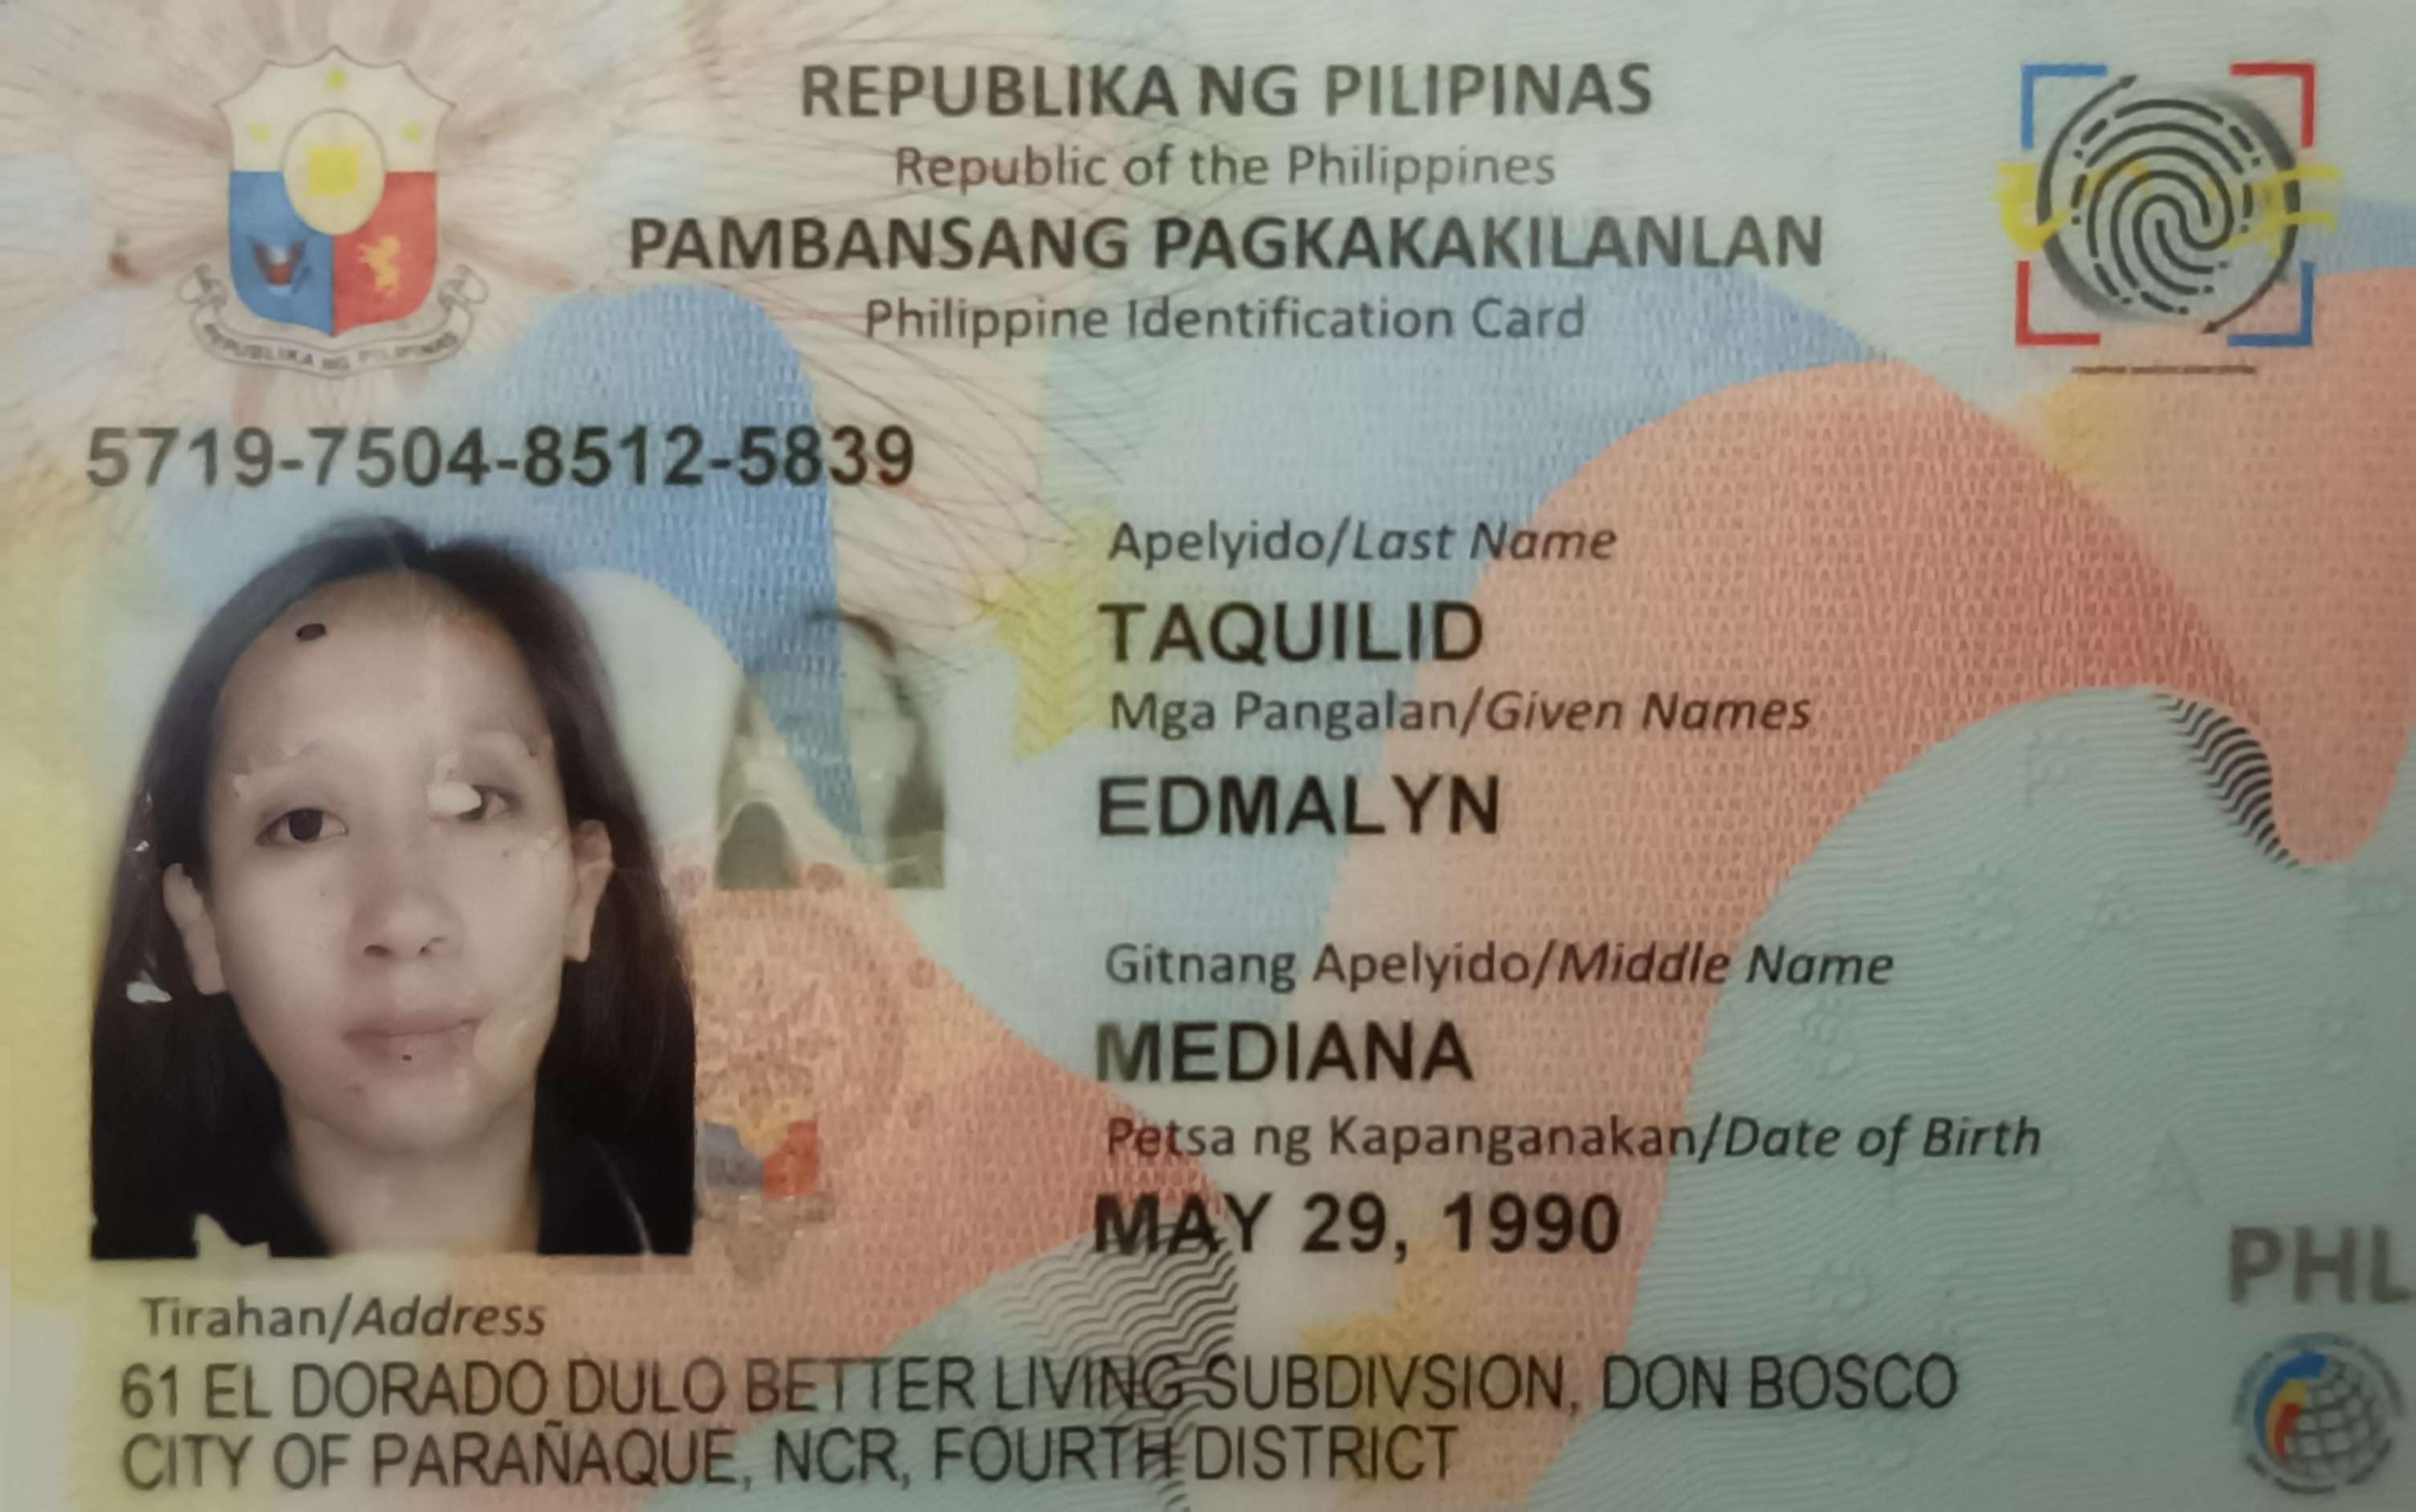 REPUBLIKA NG PILIPINAS
Republic of the Philippines
PAMBANSANG PAGKAKAKILANLAN
Philippine Identification Card
REPUBLIKA NG PILIPINAS
5719-7504-8512-5839
Apelyido/Last Name
TAQUILID
Mga Pangalan/Given Names
EDMALYN
Gitnang Apelyido/Middle Name
MEDIANA
Petsa ng Kapanganakan/Date of Birth
MAY 29, 1990
PHL
Tirahan/Address
61 EL DORADO DULO BETTER LIVING SUBDIVSION, DON BOSCO
CITY OF PARAÑAQUE, NCR, FOURTH DISTRICT